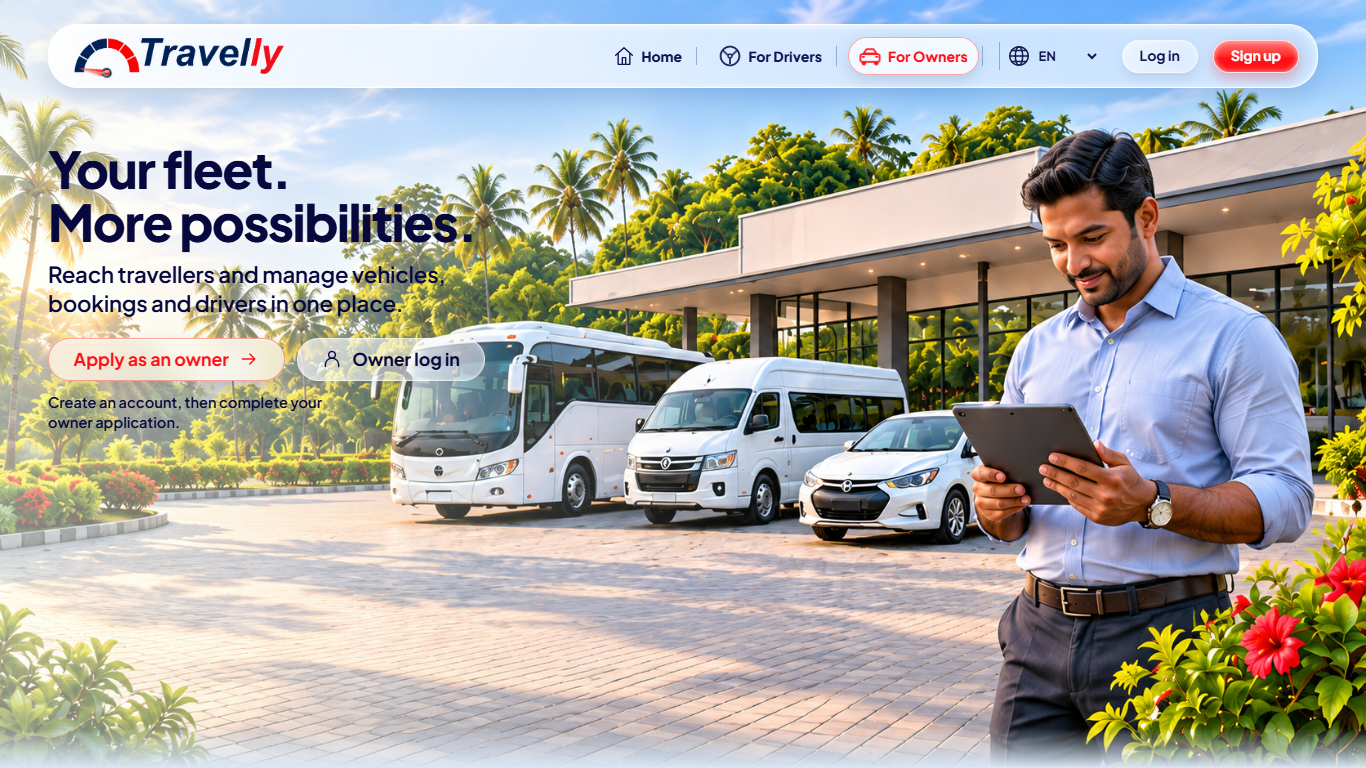 Travelly
Home
For Drivers
For Owners
EN
Log in
Sign up
Your fleet.
More possibilities.
Reach travellers and manage vehicles,
bookings and drivers in one place.
Apply as an owner →
Owner log in
Create an account, then complete your
owner application.